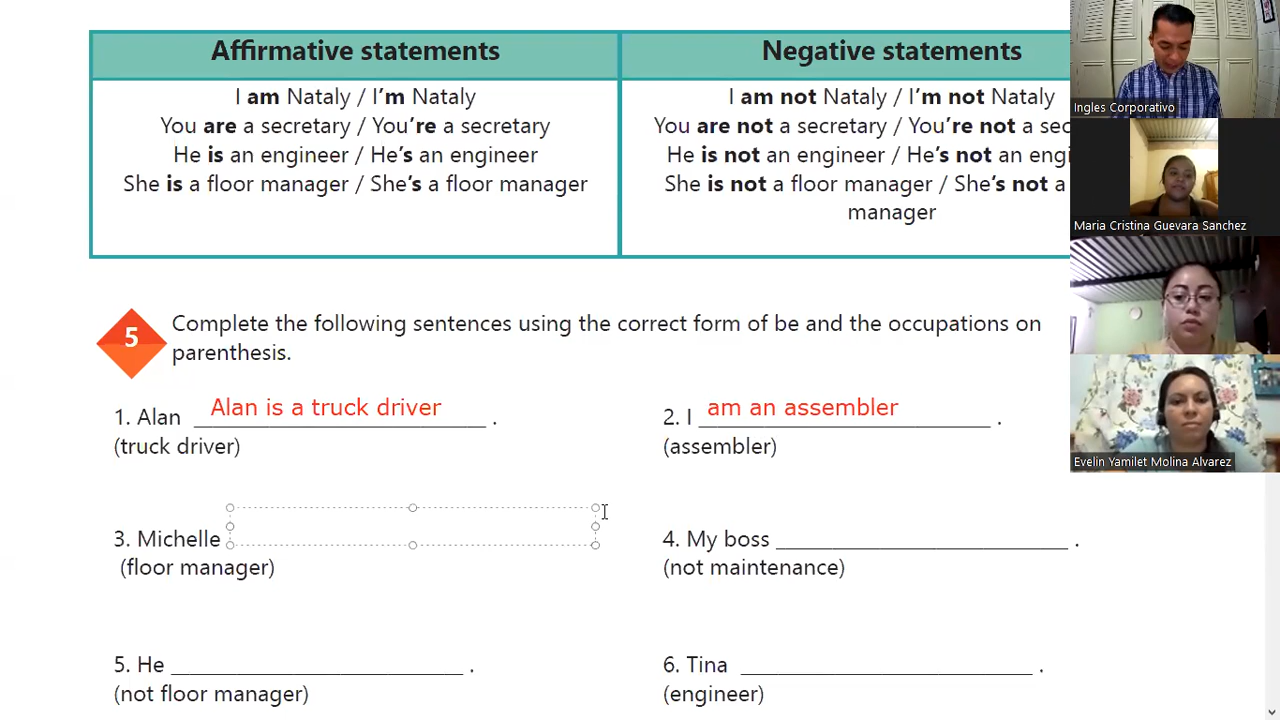 Affirmative statements
I am Nataly / I'm Nataly
You are a secretary / You're a secretary
He is an engineer / He's an engineer
She is a floor manager / She's a floor manager
Negative statements
I am not Nataly / I'm not Nataly
You are not a secretary / You're not a
He is not an engineer / He's not an
She is not a floor manager / She's not a
manager
Ingles Corporativo
Maria Cristina Guevara Sanchez
Evelin Yamilet Molina Alvarez
5
Complete the following sentences using the correct form of be and the occupations on
parenthesis.
1. Alan Alan is a truck driver .
(truck driver)
2. I am an assembler .
(assembler)
3. Michelle
(floor manager)
4. My boss .
(not maintenance)
5. He .
(not floor manager)
6. Tina .
(engineer)